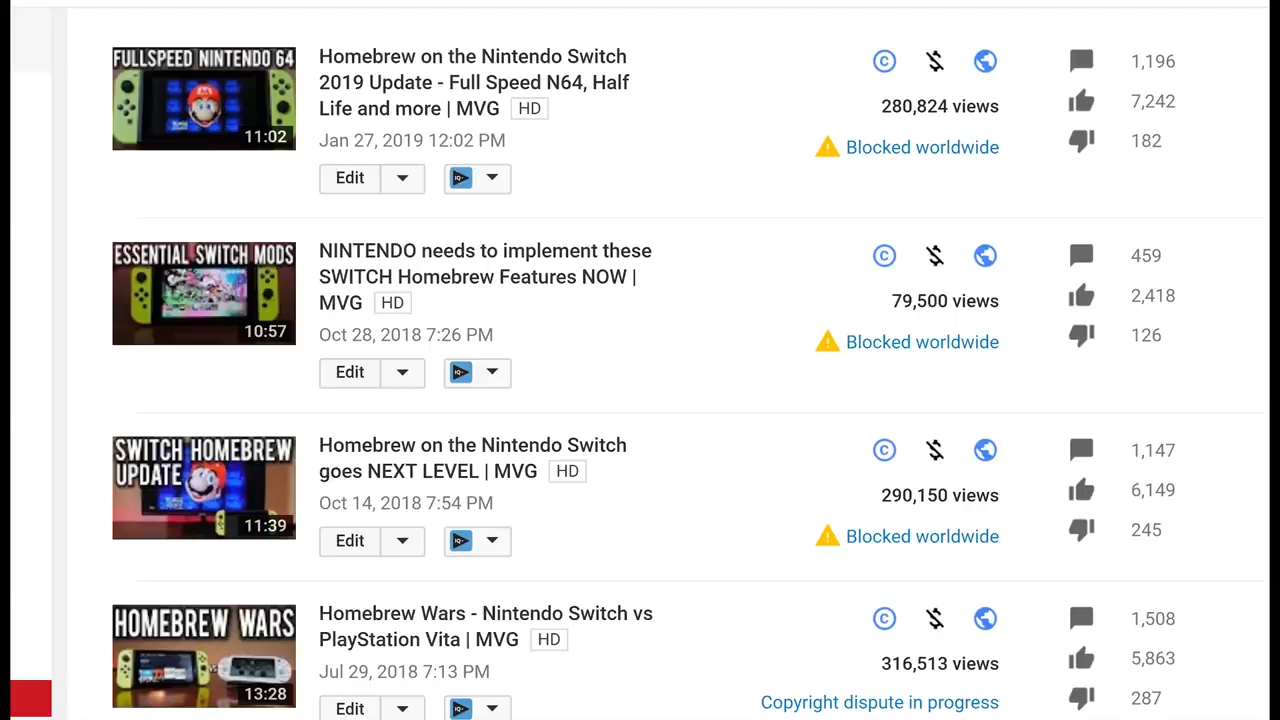 FULLSPEED NINTENDO 64
11:02
Homebrew on the Nintendo Switch
2019 Update - Full Speed N64, Half
Life and more | MVG HD
Jan 27, 2019 12:02 PM
Edit
280,824 views
Blocked worldwide
1,196
7,242
182
ESSENTIAL SWITCH MODS
10:57
NINTENDO needs to implement these
SWITCH Homebrew Features NOW |
MVG HD
Oct 28, 2018 7:26 PM
Edit
79,500 views
Blocked worldwide
459
2,418
126
SWITCH HOMEBREW
UPDATE
11:39
Homebrew on the Nintendo Switch
goes NEXT LEVEL | MVG HD
Oct 14, 2018 7:54 PM
Edit
290,150 views
Blocked worldwide
1,147
6,149
245
HOMEBREW WARS
13:28
Homebrew Wars - Nintendo Switch vs
PlayStation Vita | MVG HD
Jul 29, 2018 7:13 PM
Edit
316,513 views
Copyright dispute in progress
1,508
5,863
287